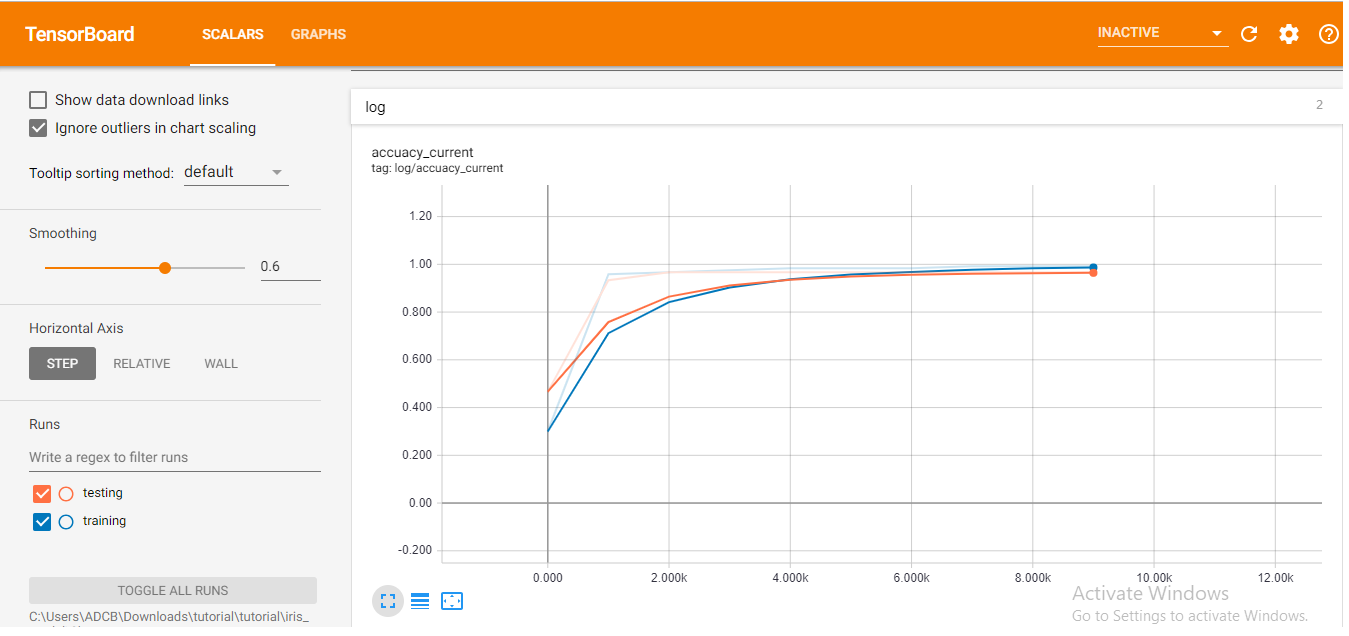 TensorBoard SCALARS GRAPHS INACTIVE
Show data download links
Ignore outliers in chart scaling
Tooltip sorting method: default
Smoothing
0.6
Horizontal Axis
STEP RELATIVE WALL
Runs
Write a regex to filter runs
testing
training
TOGGLE ALL RUNS
C:\Users\ADCB\Downloads\tutorial\tutorial\iris_
log 2
accuacy_current
tag: log/accuacy_current
1.20
1.00
0.800
0.600
0.400
0.200
0.00
-0.200
0.000 2.000k 4.000k 6.000k 8.000k 10.00k 12.00k
Activate Windows
Go to Settings to activate Windows.